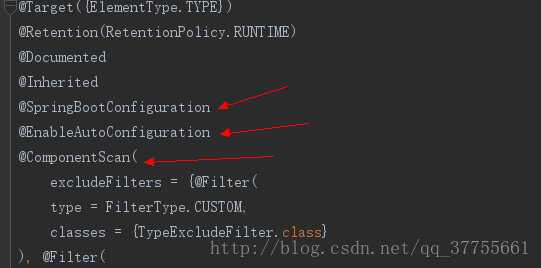 @Target({ElementType.TYPE})
@Retention(RetentionPolicy.RUNTIME)
@Documented
@Inherited
@SpringBootConfiguration
@EnableAutoConfiguration
@ComponentScan(
excludeFilters = {@Filter(
type = FilterType.CUSTOM,
classes = {TypeExcludeFilter.class}
), @Filter(
http://blog.csdn.net/qq_37755661